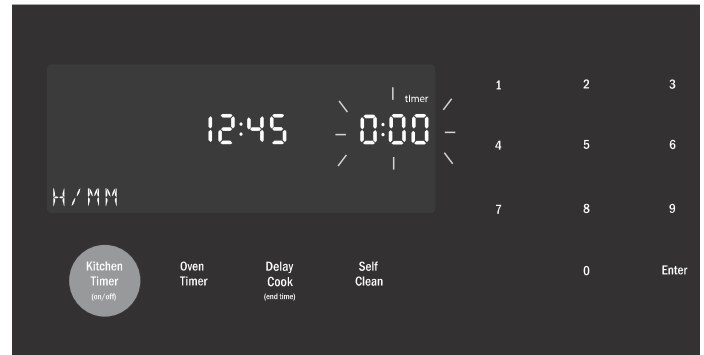 timer
12:45
0:00
H/MM
1 2 3
4 5 6
7 8 9
0 Enter
Kitchen
Timer
(on/off)
Oven
Timer
Delay
Cook
(end time)
Self
Clean